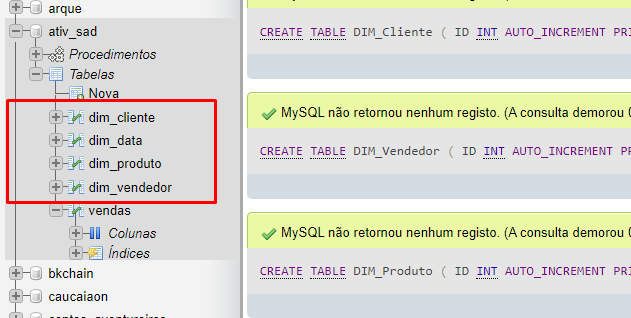 arque
ativ_sad
Procedimentos
Tabelas
Nova
dim_cliente
dim_data
dim_produto
dim_vendedor
vendas
Colunas
Índices
bkchain
caucaiaon
CREATE TABLE DIM_Cliente ( ID INT AUTO_INCREMENT PRI
MySQL não retornou nenhum registo. (A consulta demorou 0
CREATE TABLE DIM_Vendedor ( ID INT AUTO_INCREMENT P
MySQL não retornou nenhum registo. (A consulta demorou 0
CREATE TABLE DIM_Produto ( ID INT AUTO_INCREMENT PR